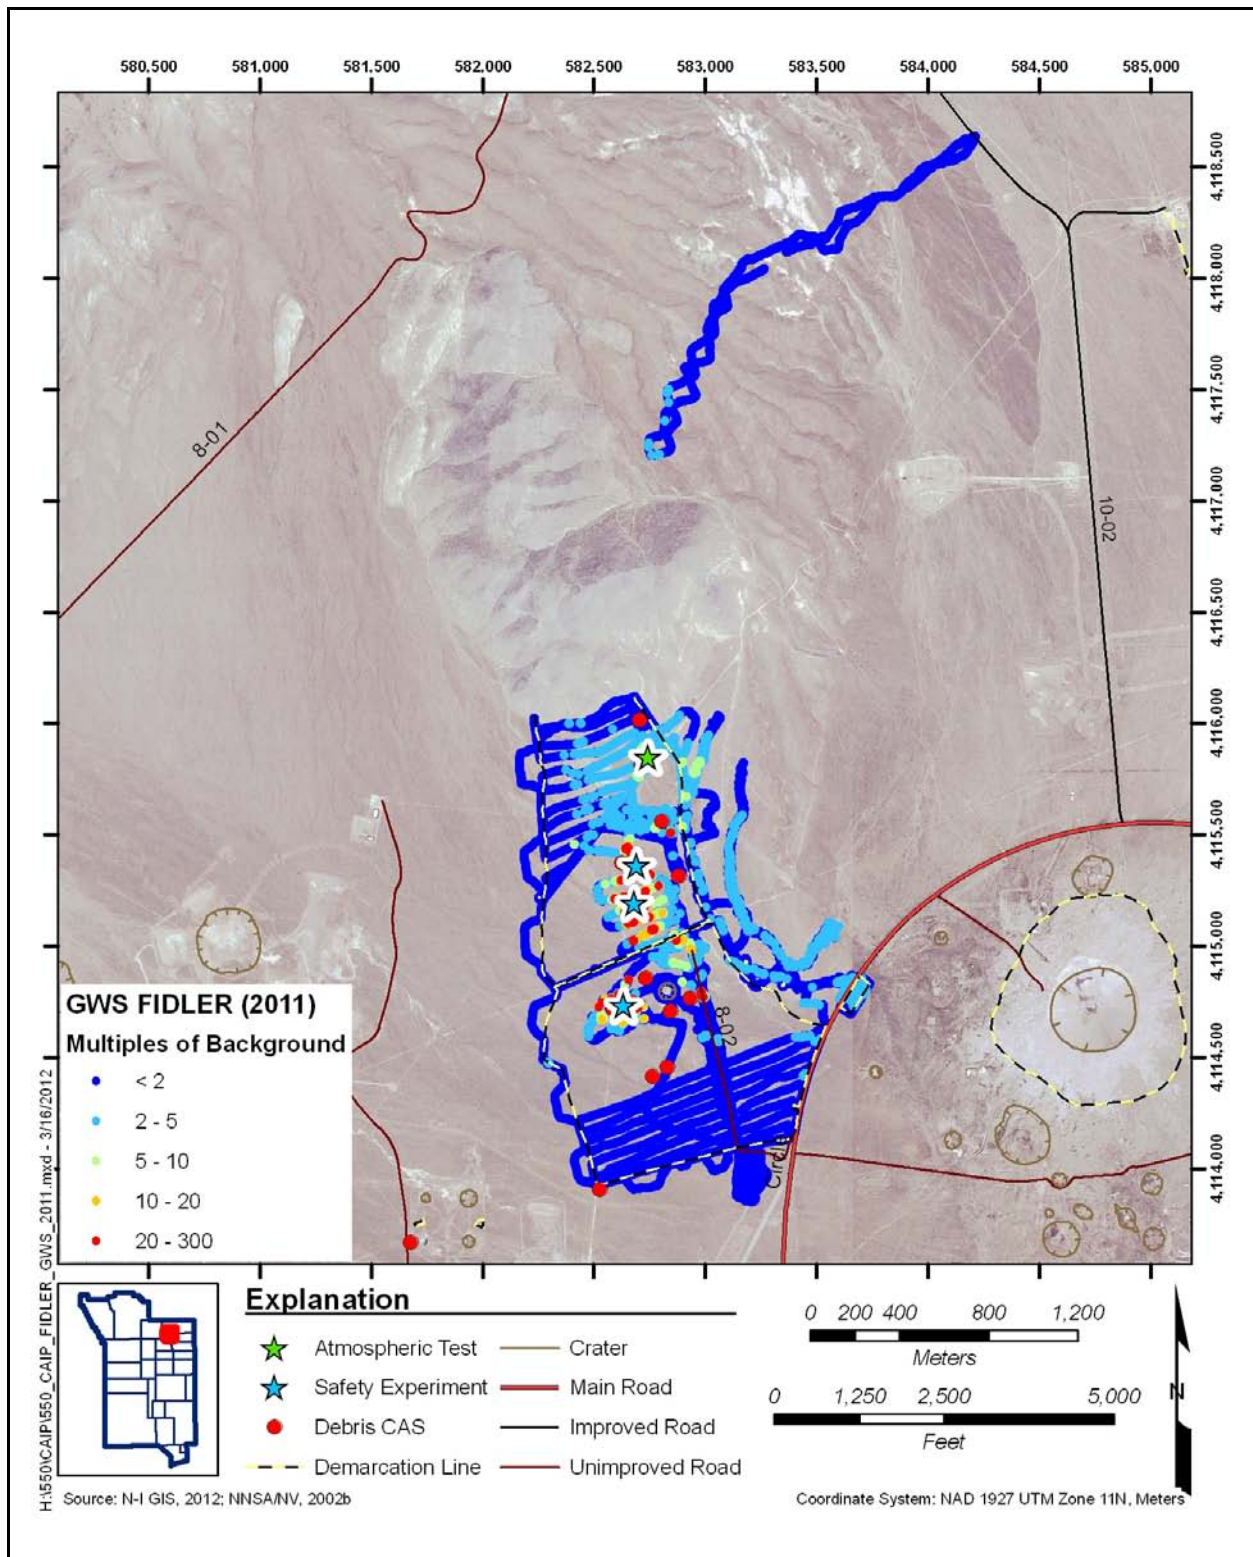 580,500 581,000 581,500 582,000 582,500 583,000 583,500 584,000 584,500 585,000
4,118,500
4,118,000
4,117,500
4,117,000
4,116,500
4,116,000
4,115,500
4,115,000
4,114,500
4,114,000
8-01
10-02
8-02
Circle
GWS FIDLER (2011)
Multiples of Background
< 2
2 - 5
5 - 10
10 - 20
20 - 300
H:\550\CAIP\550_CAIP_FIDLER_GWS_2011.mxd - 3/16/2012
Explanation
Atmospheric Test
Safety Experiment
Debris CAS
Demarcation Line
Crater
Main Road
Improved Road
Unimproved Road
0 200 400 800 1,200
Meters
0 1,250 2,500 5,000
Feet
N
Source: N-I GIS, 2012; NNSA/NV, 2002b
Coordinate System: NAD 1927 UTM Zone 11N, Meters